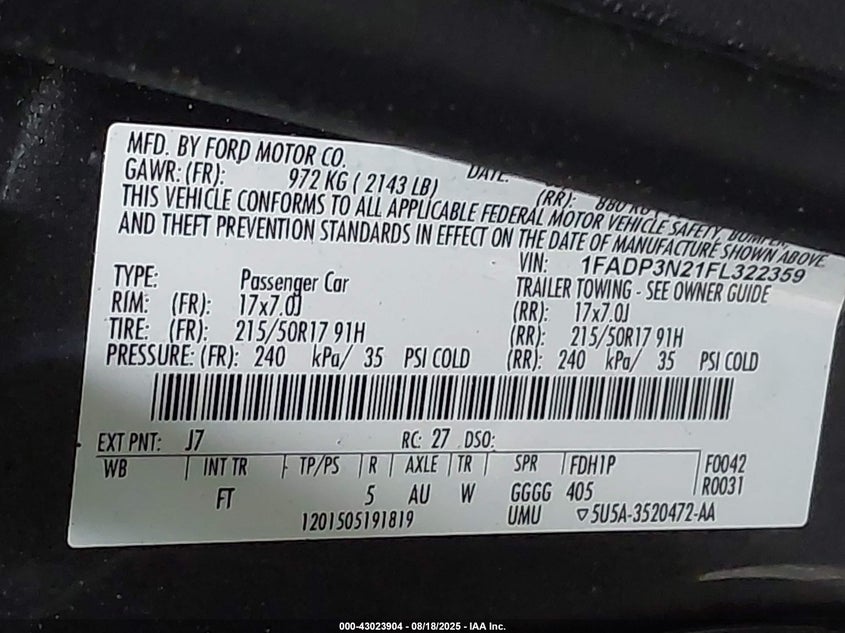 MFD. BY FORD MOTOR CO.
DATE:
GAWR: (FR): 972 KG ( 2143 LB) (RR): 880 KG
THIS VEHICLE CONFORMS TO ALL APPLICABLE FEDERAL MOTOR VEHICLE SAFETY, BUMPER,
AND THEFT PREVENTION STANDARDS IN EFFECT ON THE DATE OF MANUFACTURE SHOWN ABOVE.
VIN: 1FADP3N21FL322359
TYPE: Passenger Car TRAILER TOWING - SEE OWNER GUIDE
RIM: (FR): 17x7.0J (RR): 17x7.0J
TIRE: (FR): 215/50R17 91H (RR): 215/50R17 91H
PRESSURE: (FR): 240 kPa/ 35 PSI COLD (RR): 240 kPa/ 35 PSI COLD
EXT PNT: J7 RC: 27 DSO:
WB INT TR TP/PS R AXLE TR SPR FDH1P F0042
FT 5 AU W GGGG 405 R0031
1201505191819 UMU ▽5U5A-3520472-AA
000-43023904 - 08/18/2025 - IAA Inc.